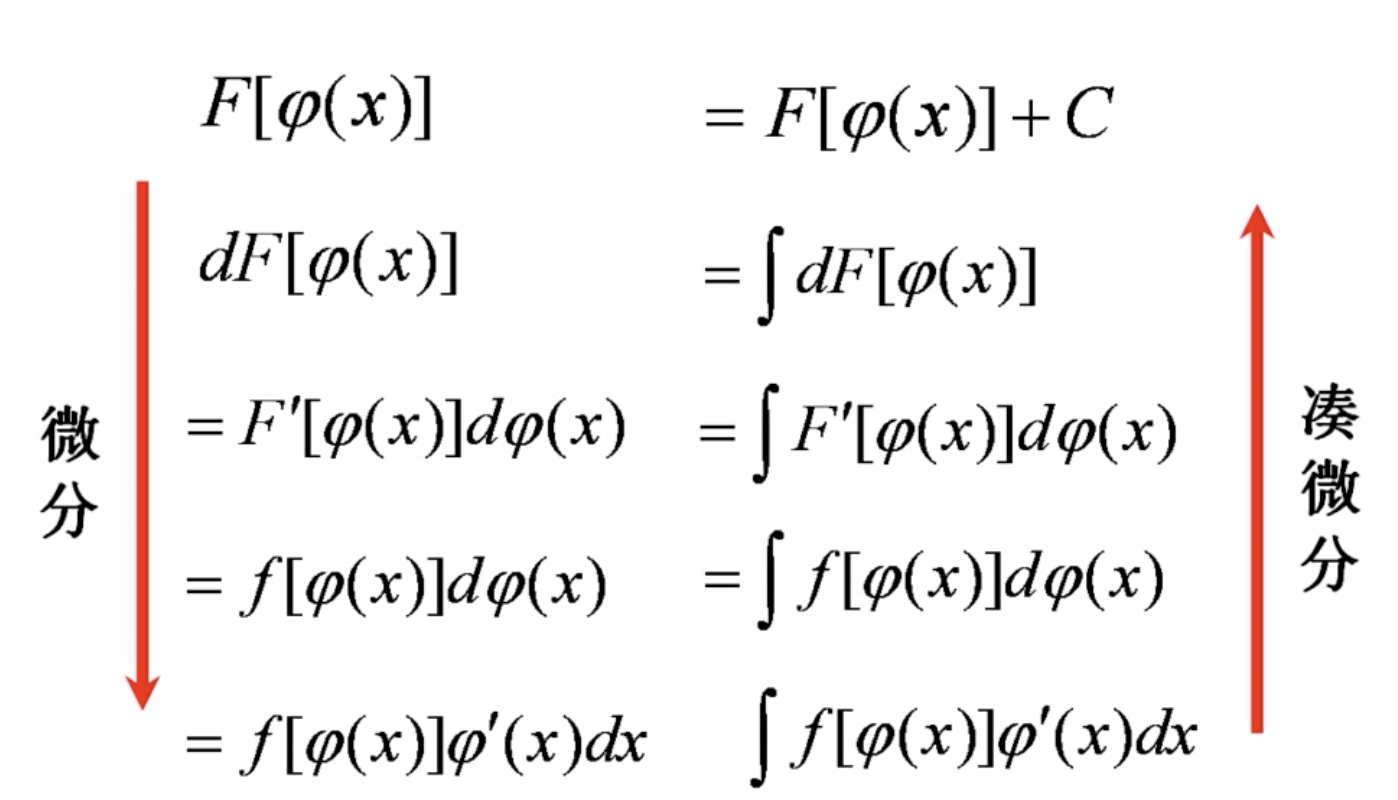 F[φ(x)] = F[φ(x)] + C
dF[φ(x)] = ∫ dF[φ(x)]
= F′[φ(x)]dφ(x) = ∫ F′[φ(x)]dφ(x)
= f[φ(x)]dφ(x) = ∫ f[φ(x)]dφ(x)
= f[φ(x)]φ′(x)dx ∫ f[φ(x)]φ′(x)dx
微分
凑微分